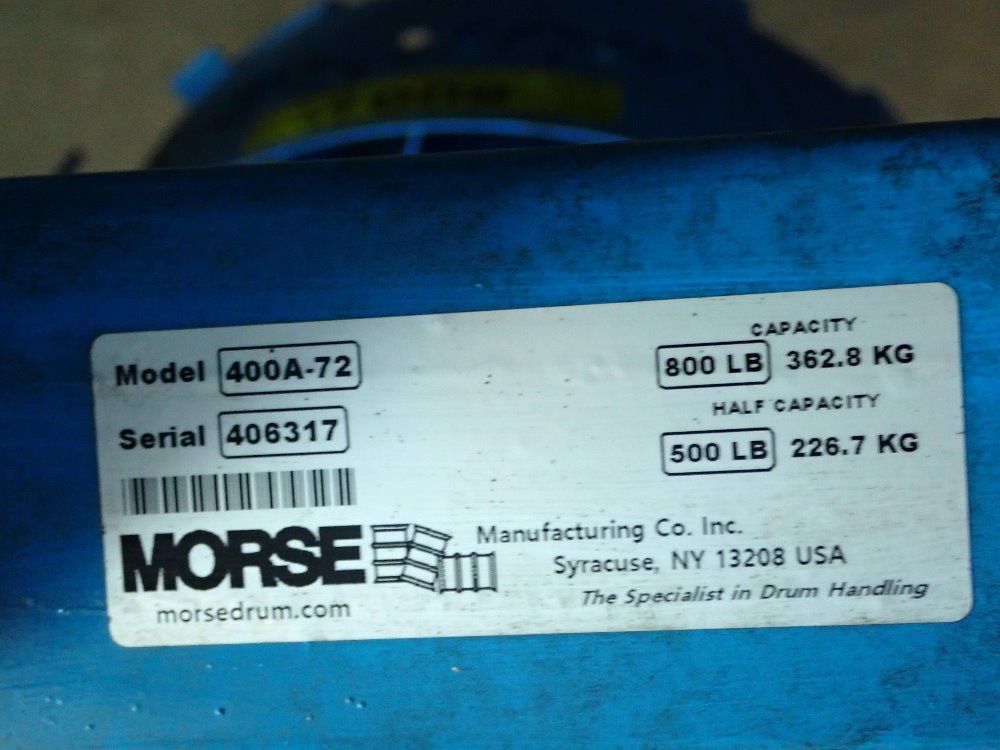 Model 400A-72
Serial 406317
CAPACITY
800 LB 362.8 KG
HALF CAPACITY
500 LB 226.7 KG
MORSE
morsedrum.com
Manufacturing Co. Inc.
Syracuse, NY 13208 USA
The Specialist in Drum Handling